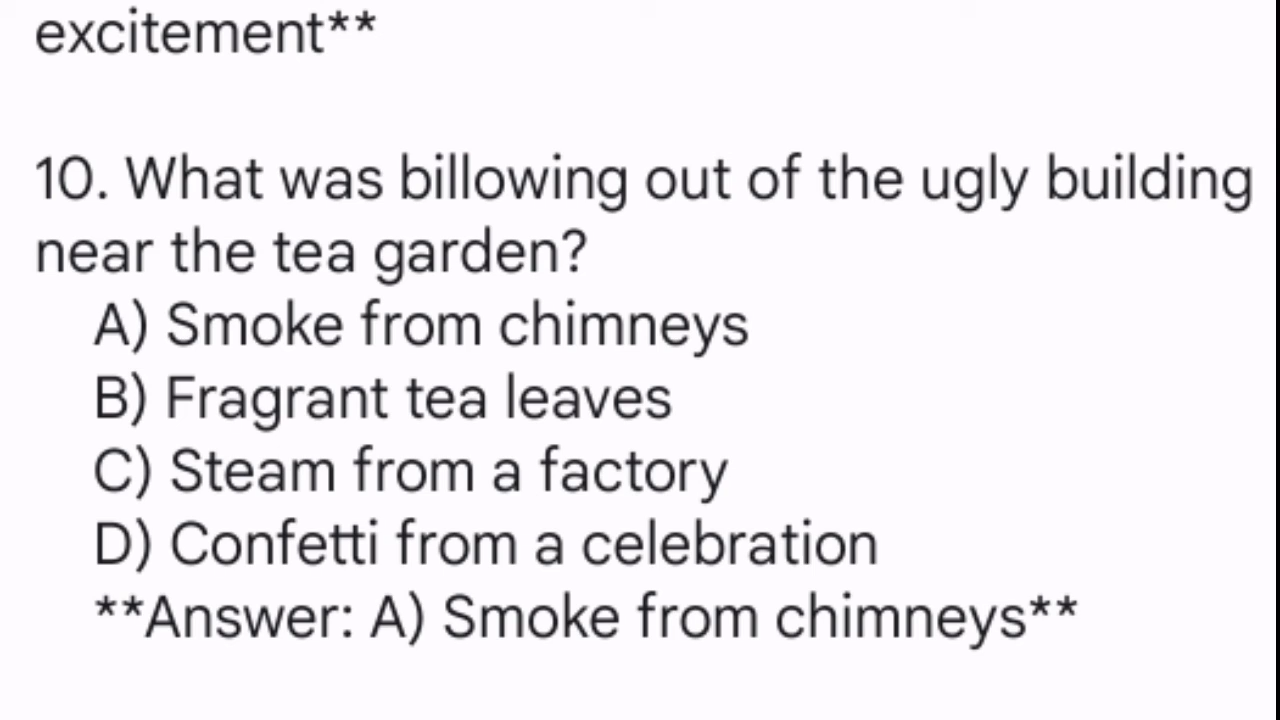 excitement**
10. What was billowing out of the ugly building
near the tea garden?
A) Smoke from chimneys
B) Fragrant tea leaves
C) Steam from a factory
D) Confetti from a celebration
**Answer: A) Smoke from chimneys**